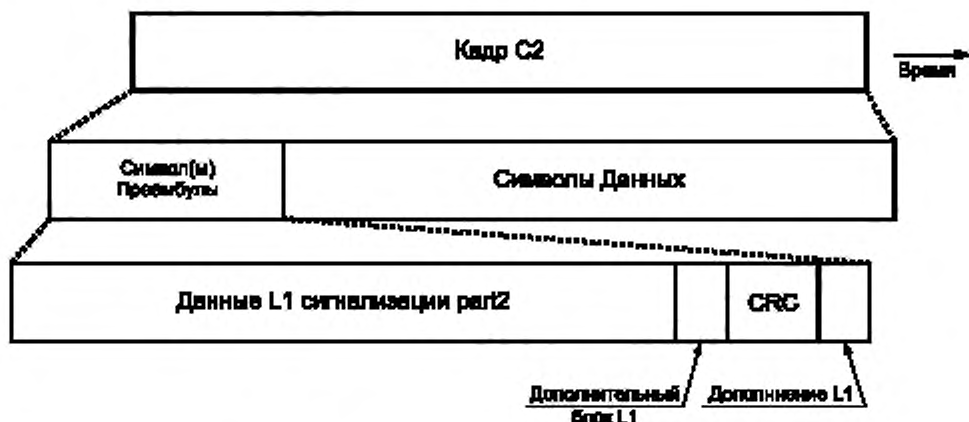 Кадр C2
Время
Символ(ы)
Преамбулы
Символы Данных
Данные L1 сигнализации part2
CRC
Дополнительный
блок L1
Дополнение L1